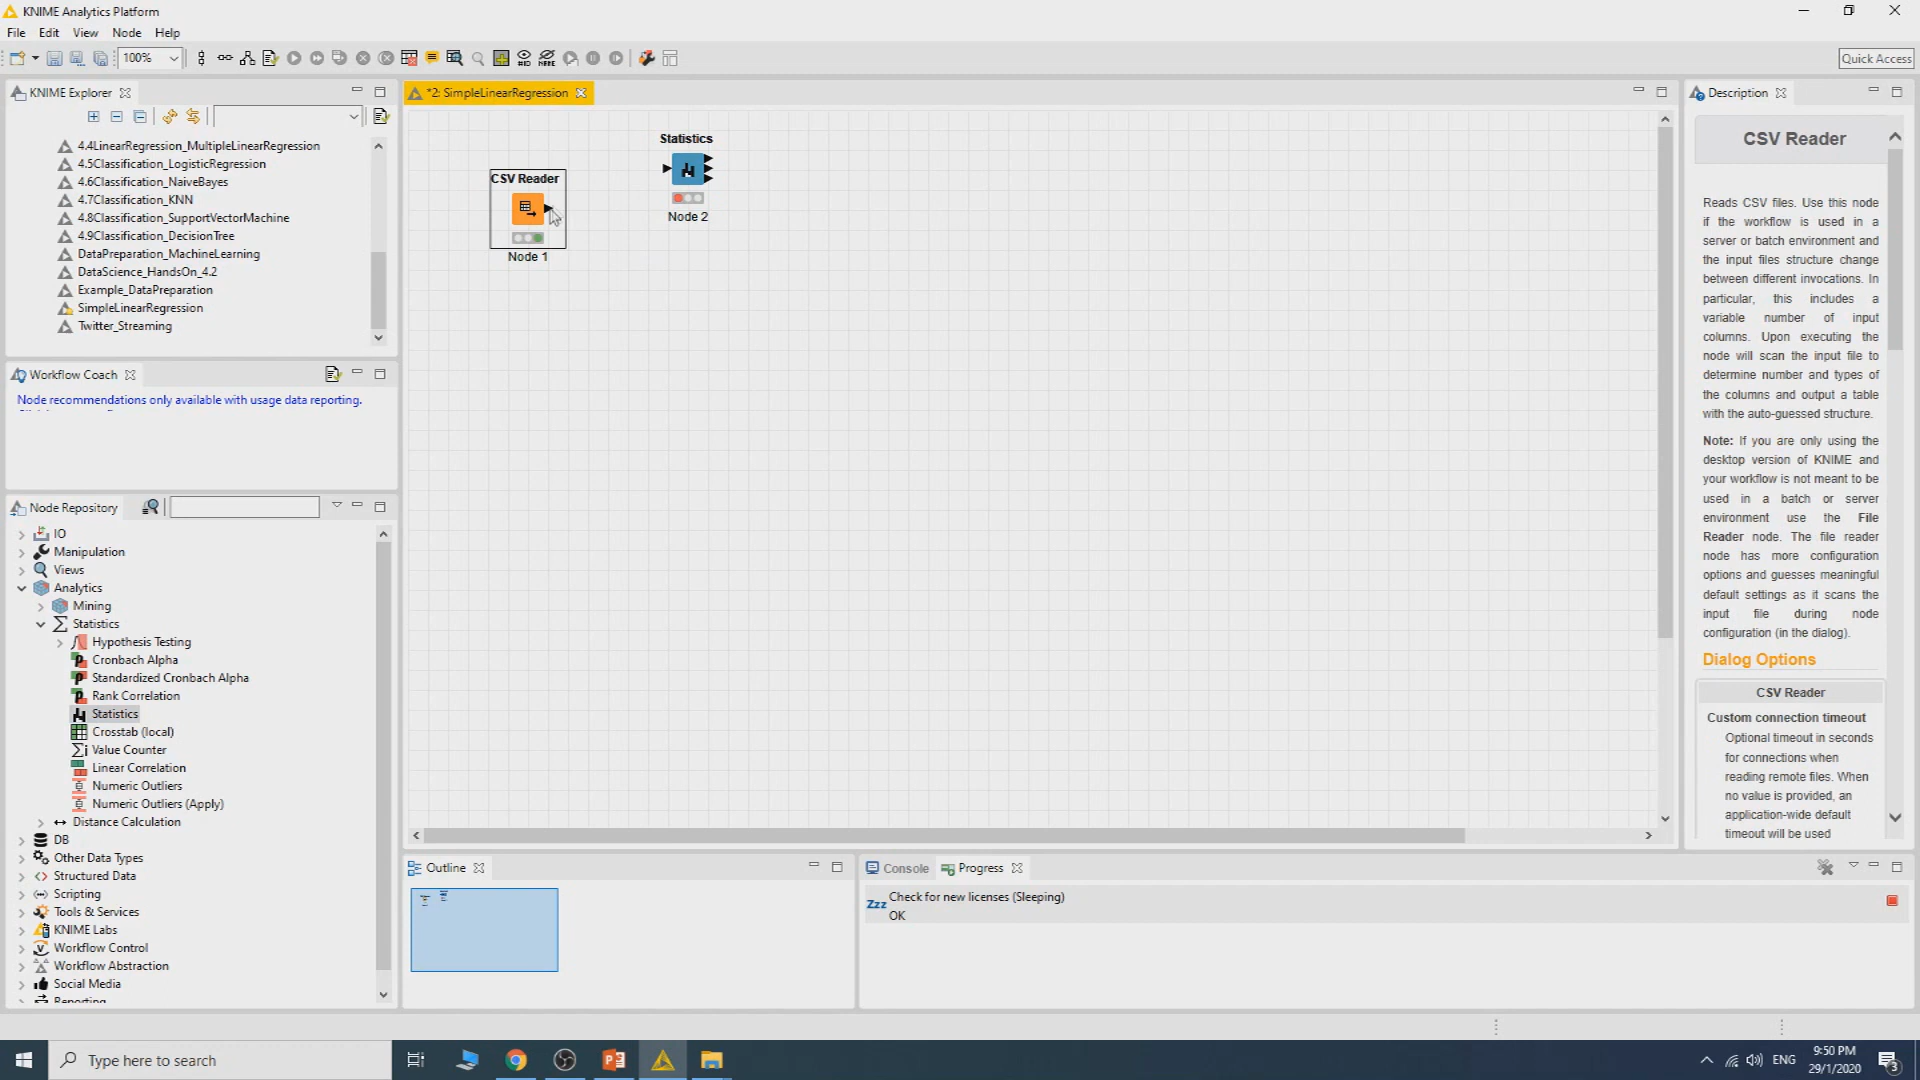 KNIME Analytics Platform
File Edit View Node Help
100%
Quick Access
KNIME Explorer
4.4LinearRegression_MultipleLinearRegression
4.5Classification_LogisticRegression
4.6Classification_NaiveBayes
4.7Classification_KNN
4.8Classification_SupportVectorMachine
4.9Classification_DecisionTree
DataPreparation_MachineLearning
DataScience_HandsOn_4.2
Example_DataPreparation
SimpleLinearRegression
Twitter_Streaming
Workflow Coach
Node recommendations only available with usage data reporting.
Node Repository
IO
Manipulation
Views
Analytics
Mining
Statistics
Hypothesis Testing
Cronbach Alpha
Standardized Cronbach Alpha
Rank Correlation
Statistics
Crosstab (local)
Value Counter
Linear Correlation
Numeric Outliers
Numeric Outliers (Apply)
Distance Calculation
DB
Other Data Types
Structured Data
Scripting
Tools & Services
KNIME Labs
Workflow Control
Workflow Abstraction
Social Media
Reporting
*2: SimpleLinearRegression
Statistics
Node 2
CSV Reader
Node 1
Outline
Console Progress
Check for new licenses (Sleeping)
OK
Description
CSV Reader
Reads CSV files. Use this node
if the workflow is used in a
server or batch environment and
the input files structure change
between different invocations. In
particular, this includes a
variable number of input
columns. Upon executing the
node will scan the input file to
determine number and types of
the columns and output a table
with the auto-guessed structure.
Note: If you are only using the
desktop version of KNIME and
your workflow is not meant to be
used in a batch or server
environment use the File
Reader node. The file reader
node has more configuration
options and guesses meaningful
default settings as it scans the
input file during node
configuration (in the dialog).
Dialog Options
CSV Reader
Custom connection timeout
Optional timeout in seconds
for connections when
reading remote files. When
no value is provided, an
application-wide default
timeout will be used
Type here to search
ENG
9:50 PM
29/1/2020
3